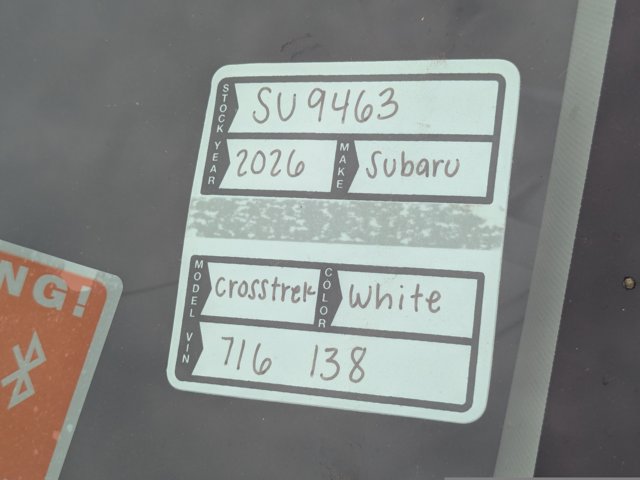 STOCK SU9463
YEAR 2026 MAKE Subaru
MODEL Crosstrek COLOR White
VIN 716 138
NG!